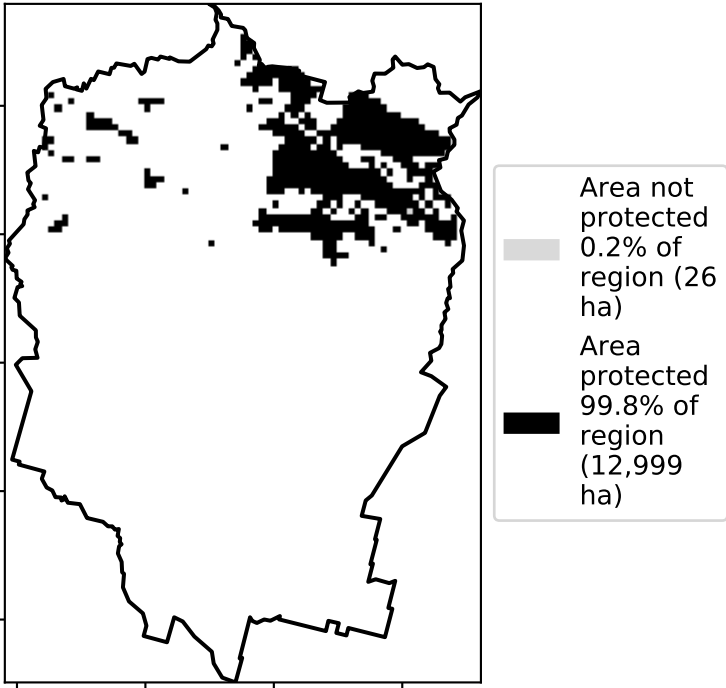 Area not
protected
0.2% of
region (26
ha)
Area
protected
99.8% of
region
(12,999
ha)